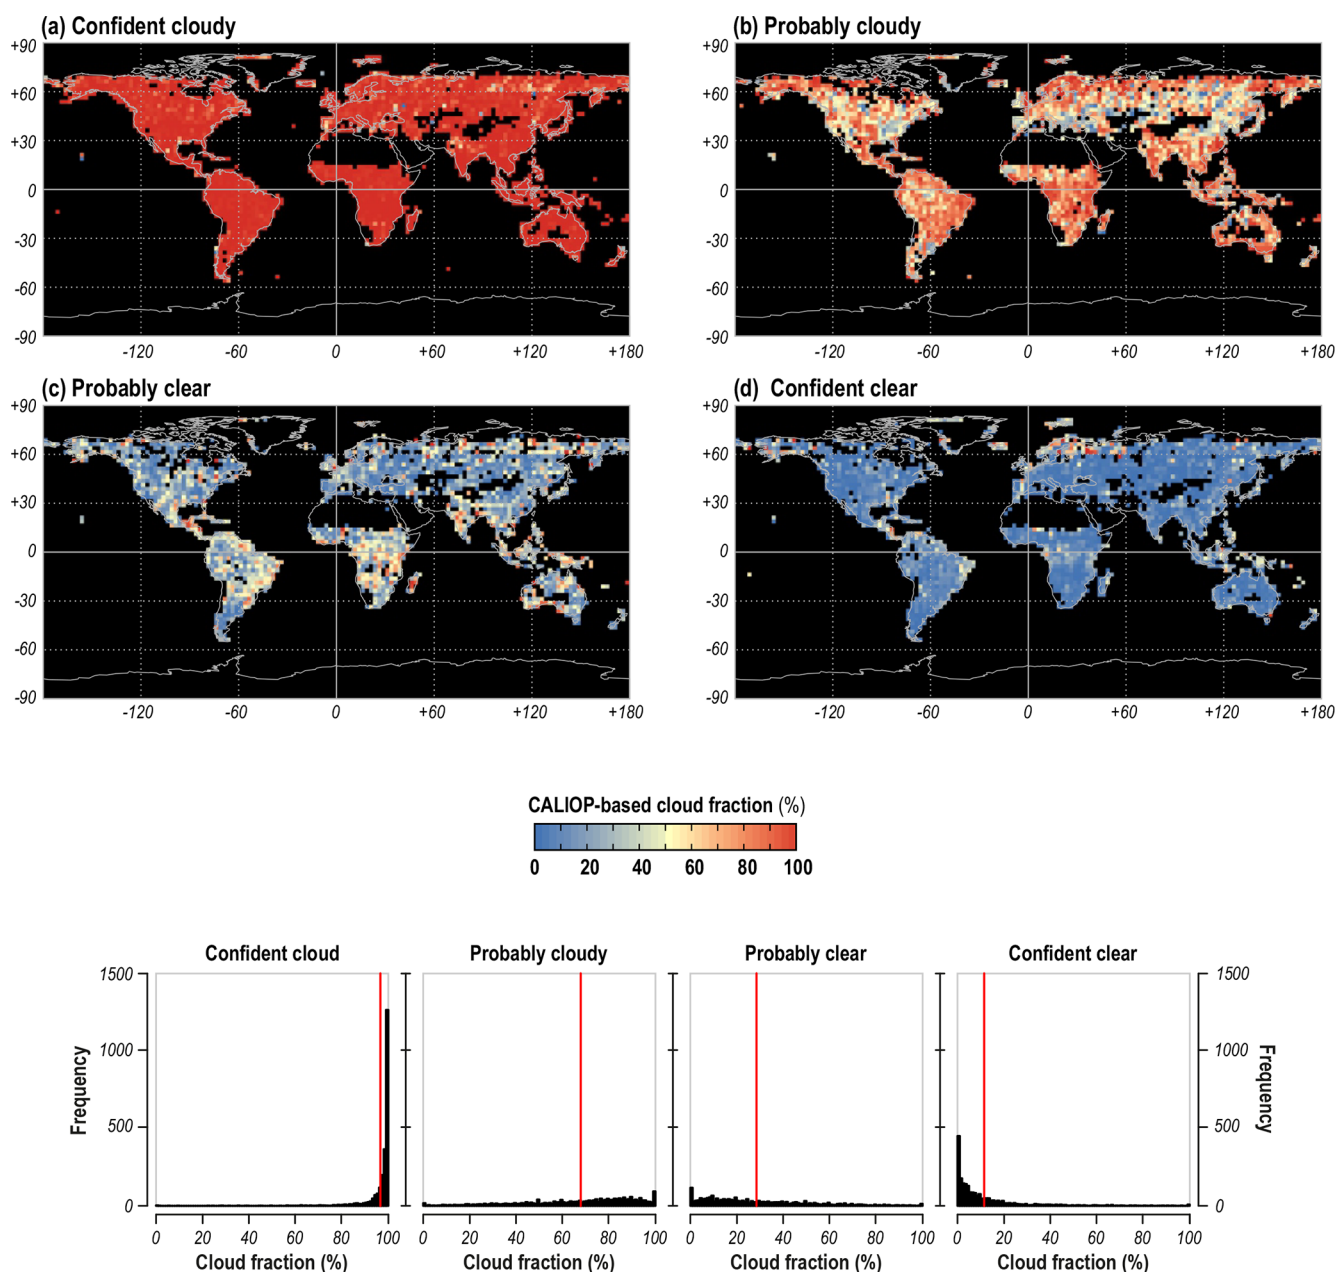 (a) Confident cloudy
(b) Probably cloudy
+90
+60
+30
0
-30
-60
-90
-120 -60 0 +60 +120 +180
+90
+60
+30
0
-30
-60
-90
-120 -60 0 +60 +120 +180
(c) Probably clear
(d) Confident clear
+90
+60
+30
0
-30
-60
-90
-120 -60 0 +60 +120 +180
+90
+60
+30
0
-30
-60
-90
-120 -60 0 +60 +120 +180
CALIOP-based cloud fraction (%)
0 20 40 60 80 100
Confident cloud
Probably cloudy
Probably clear
Confident clear
Frequency
1500
1000
500
0
1500
1000
500
0
Frequency
0 20 40 60 80 100
0 20 40 60 80 100
0 20 40 60 80 100
0 20 40 60 80 100
Cloud fraction (%)
Cloud fraction (%)
Cloud fraction (%)
Cloud fraction (%)